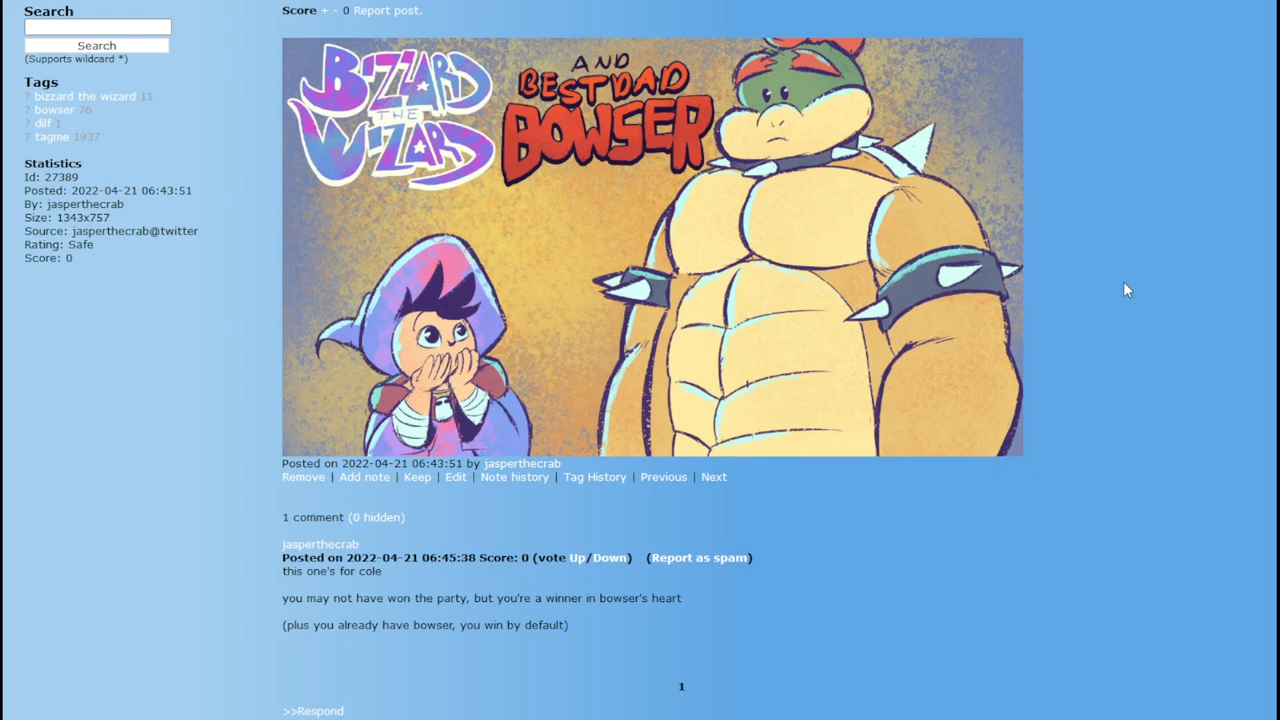 Search
Search
(Supports wildcard *)
Tags
? bizzard the wizard 11
? bowser 76
? dilf 1
? tagme 1937
Statistics
Id: 27389
Posted: 2022-04-21 06:43:51
By: jasperthecrab
Size: 1343x757
Source: jasperthecrab@twitter
Rating: Safe
Score: 0
Score + - 0 Report post.
BIZZARD
THE
WIZARD
AND
BEST DAD
BOWSER
Posted on 2022-04-21 06:43:51 by jasperthecrab
Remove | Add note | Keep | Edit | Note history | Tag History | Previous | Next
1 comment (0 hidden)
jasperthecrab
Posted on 2022-04-21 06:45:38 Score: 0 (vote Up/Down) (Report as spam)
this one's for cole
you may not have won the party, but you're a winner in bowser's heart
(plus you already have bowser, you win by default)
1
>>Respond